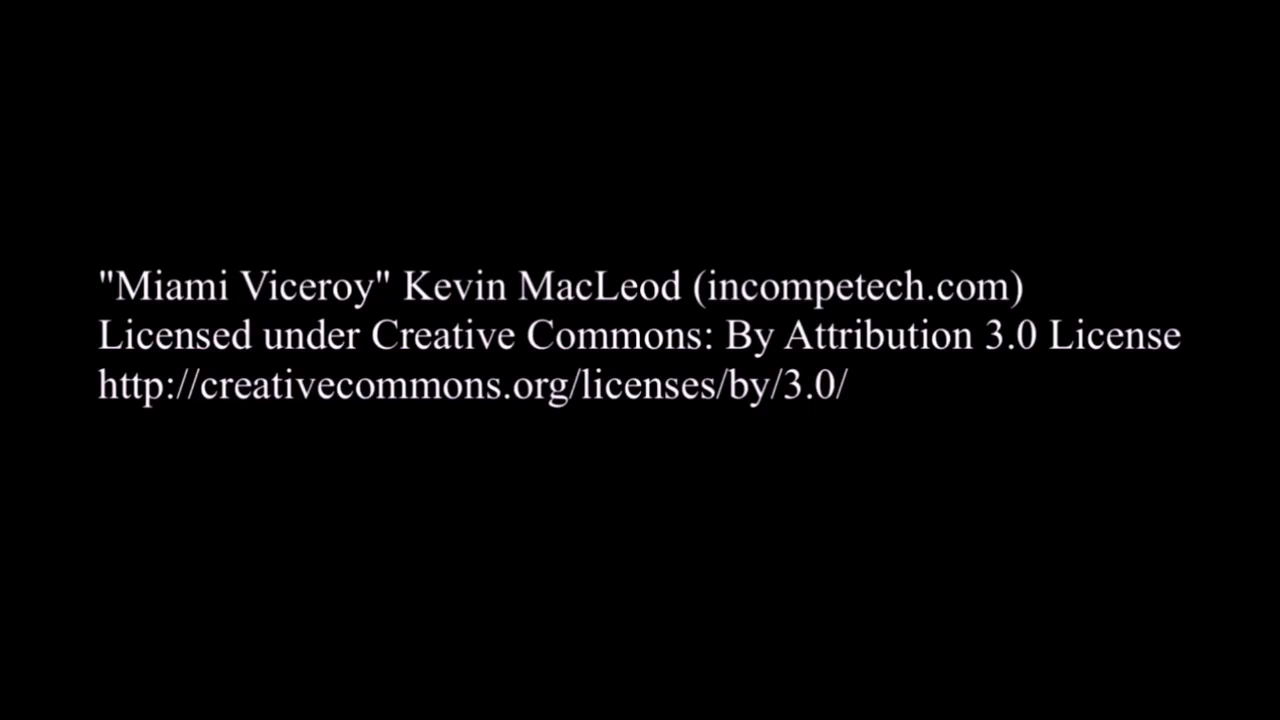 "Miami Viceroy" Kevin MacLeod (incompetech.com)
Licensed under Creative Commons: By Attribution 3.0 License
http://creativecommons.org/licenses/by/3.0/